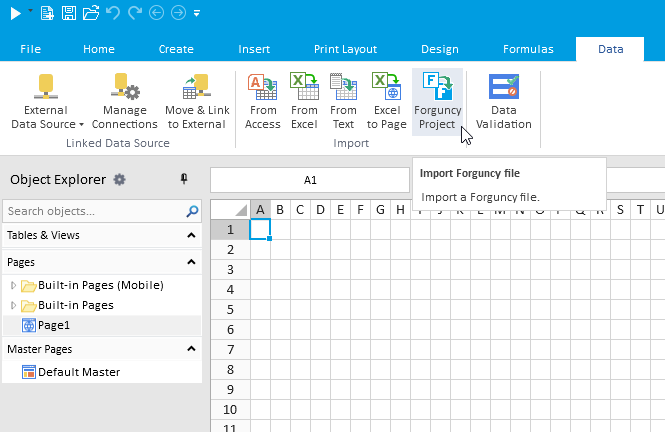 File Home Create Insert Print Layout Design Formulas Data
External Data Source
Manage Connections
Move & Link to External
From Access
From Excel
From Text
Excel to Page
Forguncy Project
Data Validation
Linked Data Source Import
Object Explorer
A1
Import Forguncy file
Import a Forguncy file.
Search objects...
Tables & Views
Pages
Built-in Pages (Mobile)
Built-in Pages
Page1
Master Pages
Default Master
A B C D E F G H I J K L M N O P Q R S T U
1
2
3
4
5
6
7
8
9
10
11